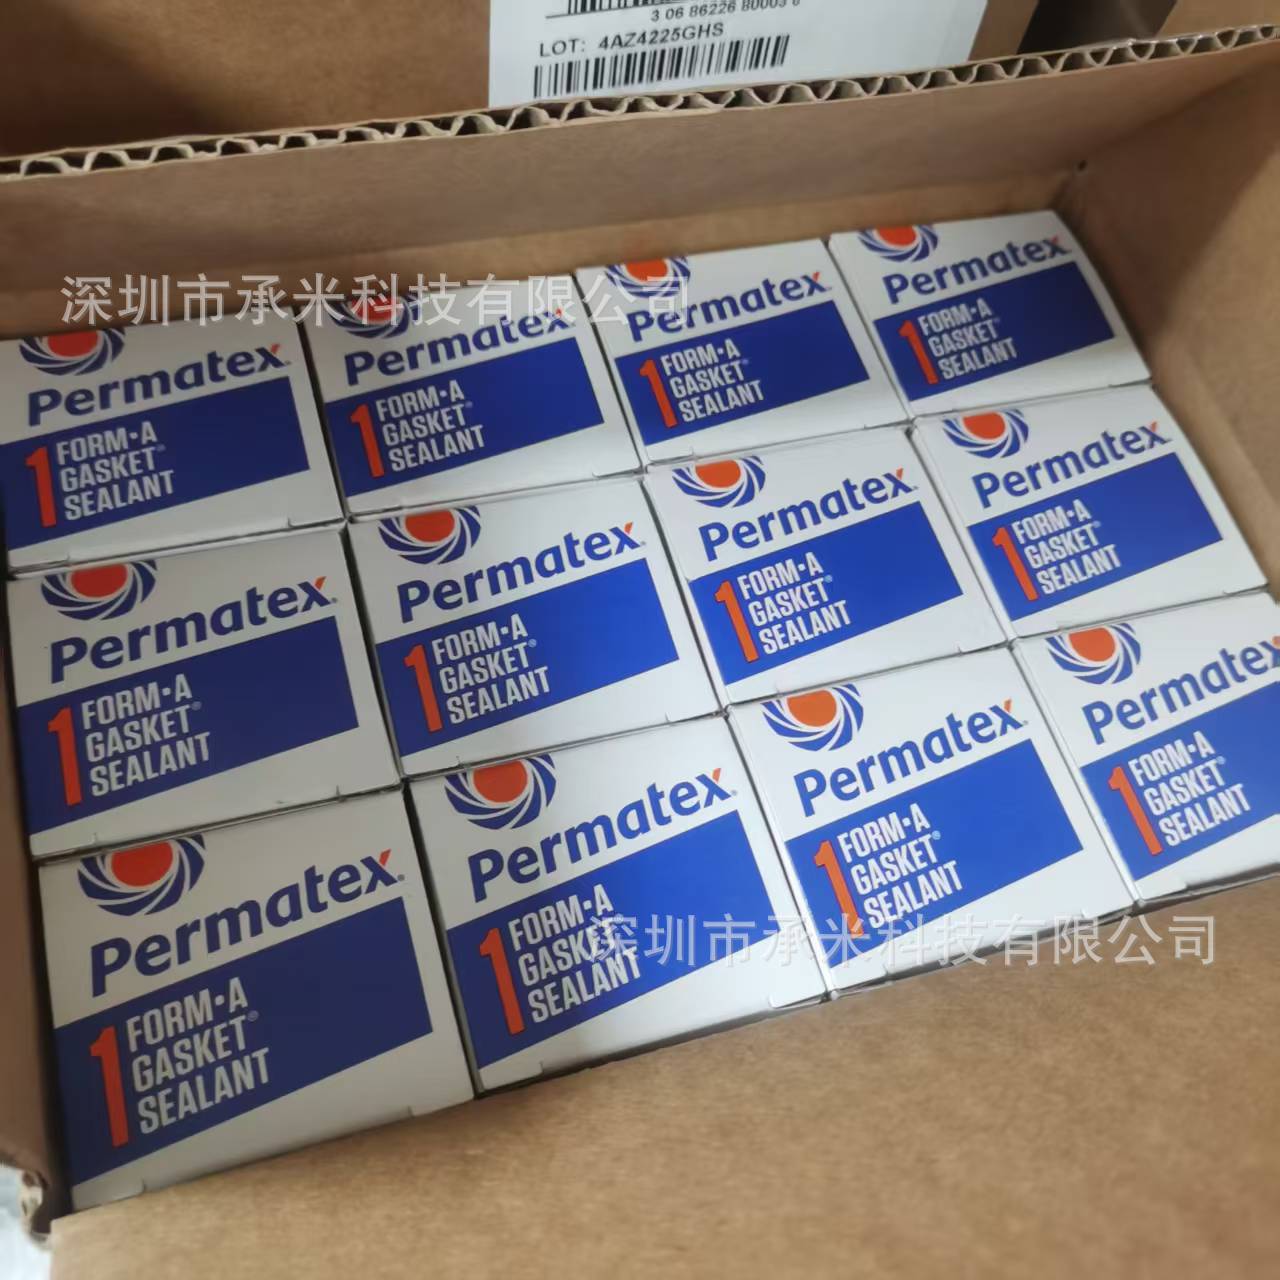 3 06 86226 80003 6
LOT: 4AZ4225GHS
深圳市承米科技有限公司
Permatex
1 FORM·A
GASKET®
SEALANT
Permatex
1 FORM·A
GASKET®
SEALANT
Permatex
1 FORM·A
GASKET®
SEALANT
Permatex
1 FORM·A
GASKET®
SEALANT
Permatex
1 FORM·A
GASKET®
SEALANT
Permatex
1 FORM·A
GASKET®
SEALANT
Permatex
1 FORM·A
GASKET®
SEALANT
Permatex
1 FORM·A
GASKET®
SEALANT
Permatex
1 FORM·A
GASKET®
SEALANT
Permatex
1 FORM·A
GASKET®
SEALANT
Permatex
1 FORM·A
GASKET®
SEALANT
Permatex
1 FORM·A
GASKET®
SEALANT
深圳市承米科技有限公司